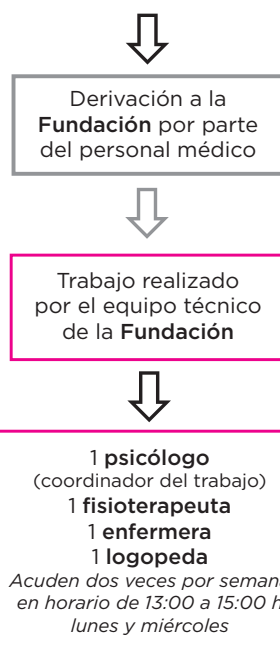 Derivación a la
Fundación por parte
del personal médico
Trabajo realizado
por el equipo técnico
de la Fundación
1 psicólogo
(coordinador del trabajo)
1 fisioterapeuta
1 enfermera
1 logopeda
Acuden dos veces por semana
en horario de 13:00 a 15:00 h
lunes y miércoles